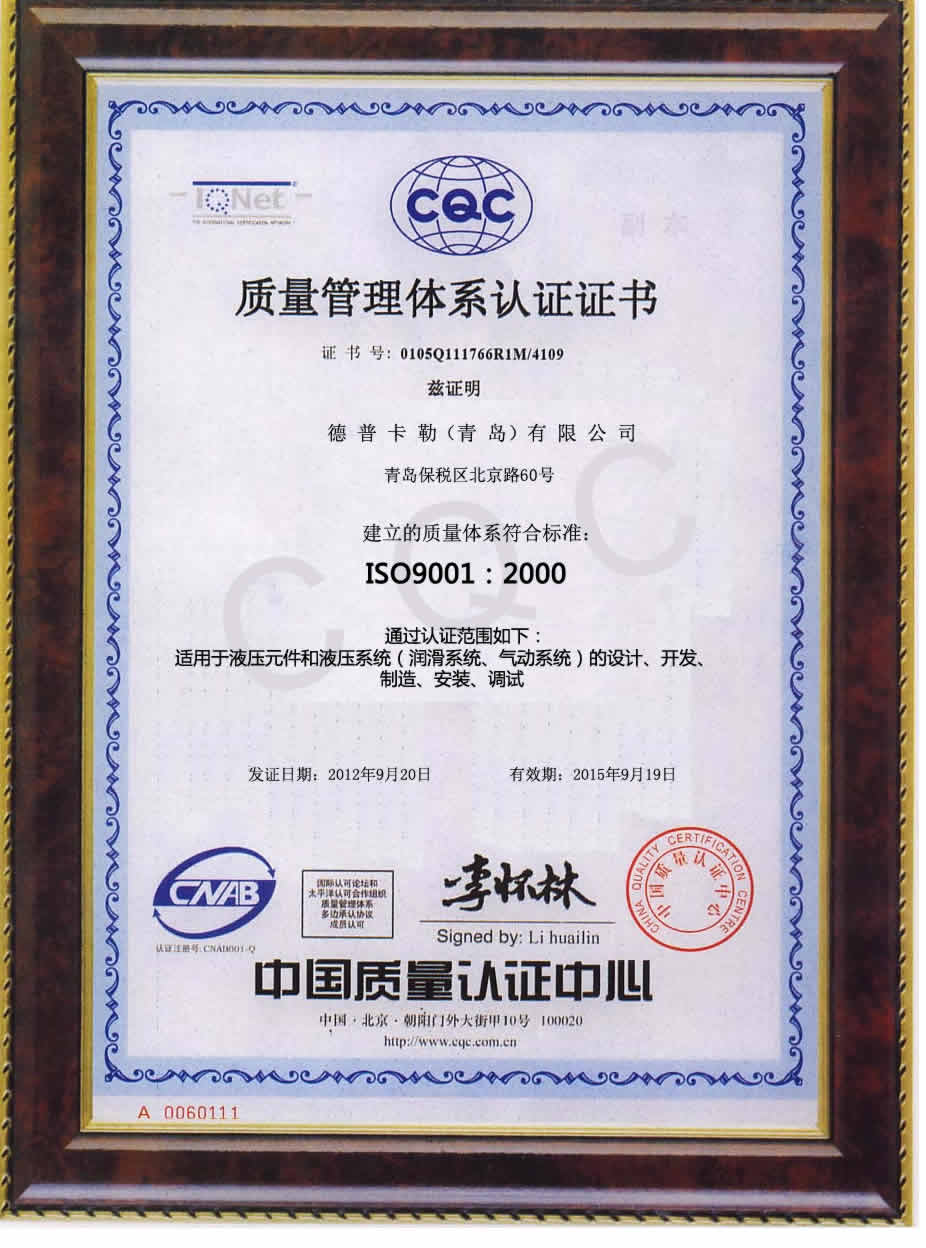 IQNet
THE INTERNATIONAL CERTIFICATION NETWORK
CQC
副本
质量管理体系认证证书
证 书 号: 0105Q111766R1M/4109
兹证明
德 普 卡 勒（青 岛）有 限 公 司
青岛保税区北京路60号
建立的质量体系符合标准:
ISO9001：2000
CQC
通过认证范围如下：
适用于液压元件和液压系统（润滑系统、气动系统）的设计、开发、
制造、安装、调试
发证日期: 2012年9月20日 有效期: 2015年9月19日
CNAB
认证注册号: CNAB001-Q
国际认可论坛和
太平洋认可合作组织
质量管理体系
多边承认协议
成员认可
李怀林
Signed by: Li huailin
CHINA QUALITY CERTIFICATION CENTRE
中国质量认证中心
中国质量认证中心
中国·北京·朝阳门外大街甲10号 100020
http://www.cqc.com.cn
A 0060111